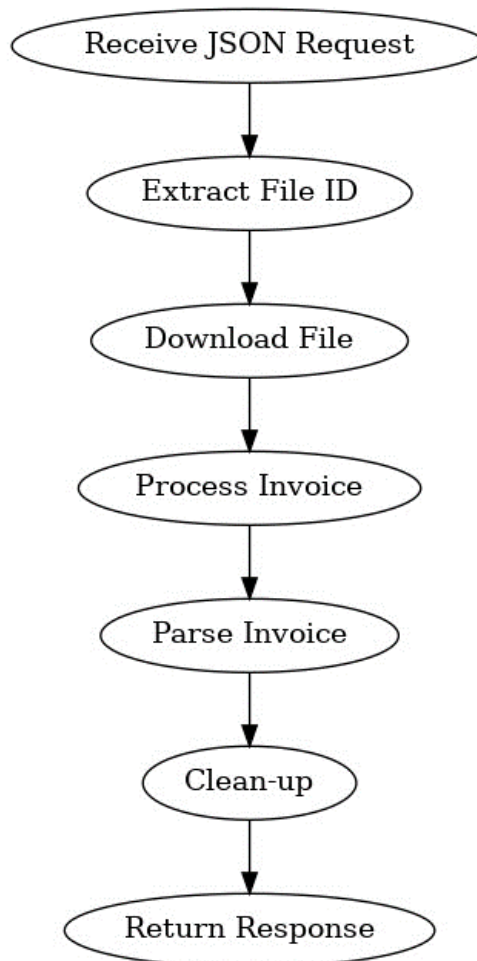 Receive JSON Request
Extract File ID
Download File
Process Invoice
Parse Invoice
Clean-up
Return Response